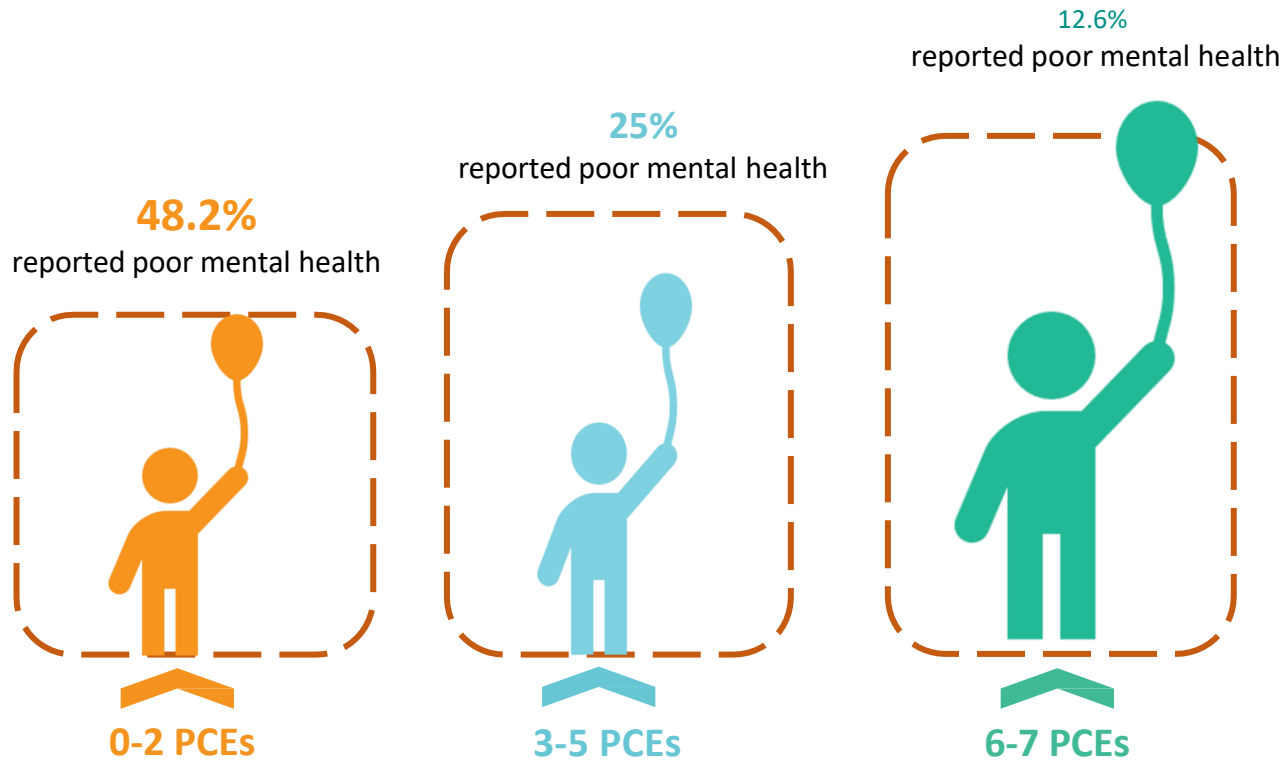 48.2%
reported poor mental health
0-2 PCEs
25%
reported poor mental health
3-5 PCEs
12.6%
reported poor mental health
6-7 PCEs